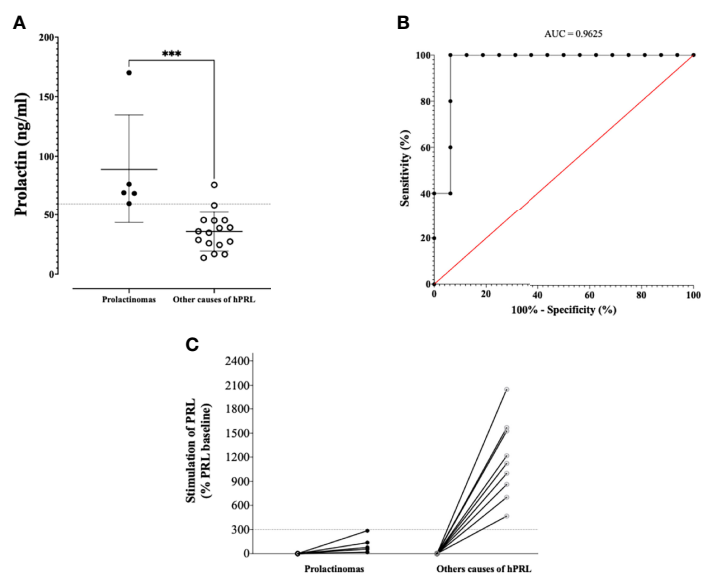 A
Prolactin (ng/ml)
200
150
100
50
0
***
Prolactinomas
Other causes of hPRL
B
AUC = 0.9625
Sensitivity (%)
100
80
60
40
20
0
0
20
40
60
80
100
100% - Specificity (%)
C
Stimulation of PRL
(% PRL baseline)
2400
2100
1800
1500
1200
900
600
300
0
Prolactinomas
Others causes of hPRL